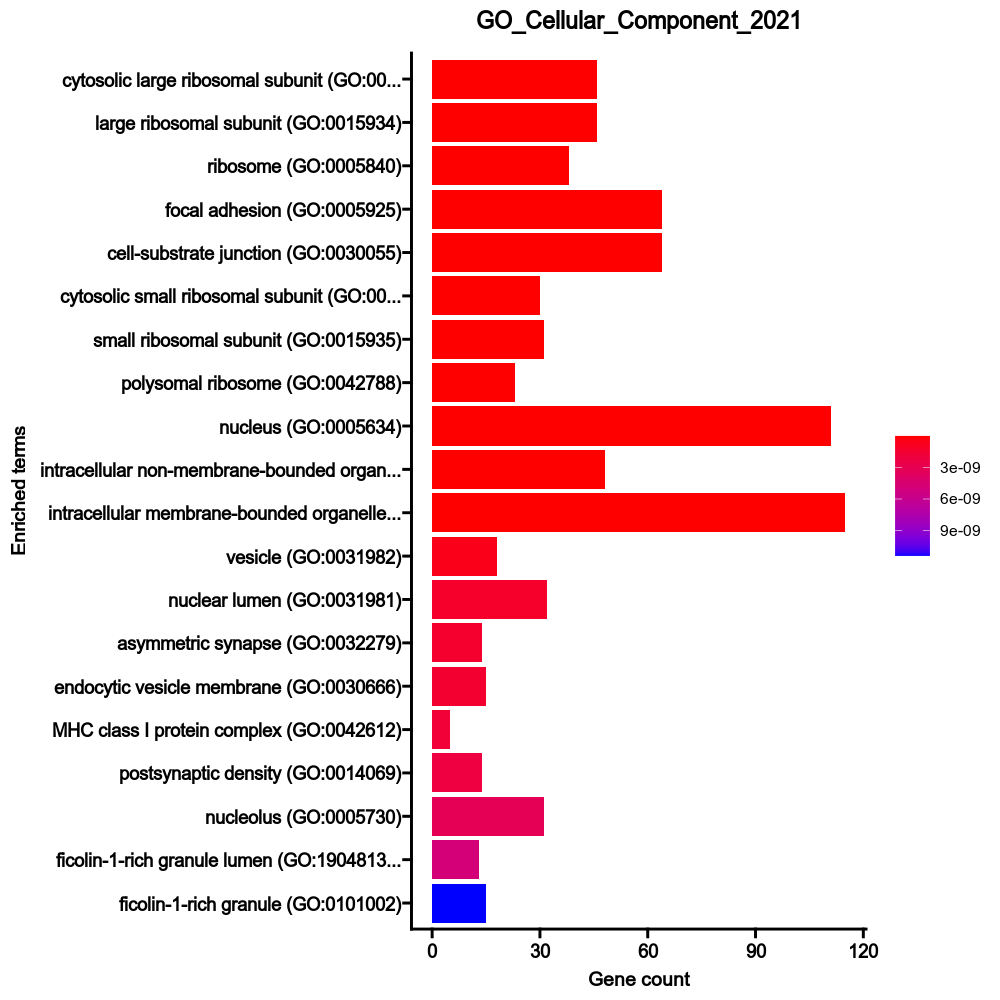 GO_Cellular_Component_2021
cytosolic large ribosomal subunit (GO:00...
large ribosomal subunit (GO:0015934)
ribosome (GO:0005840)
focal adhesion (GO:0005925)
cell-substrate junction (GO:0030055)
cytosolic small ribosomal subunit (GO:00...
small ribosomal subunit (GO:0015935)
polysomal ribosome (GO:0042788)
nucleus (GO:0005634)
intracellular non-membrane-bounded organ...
intracellular membrane-bounded organelle...
vesicle (GO:0031982)
nuclear lumen (GO:0031981)
asymmetric synapse (GO:0032279)
endocytic vesicle membrane (GO:0030666)
MHC class I protein complex (GO:0042612)
postsynaptic density (GO:0014069)
nucleolus (GO:0005730)
ficolin-1-rich granule lumen (GO:1904813...
ficolin-1-rich granule (GO:0101002)
Enriched terms
0 30 60 90 120
Gene count
3e-09
6e-09
9e-09